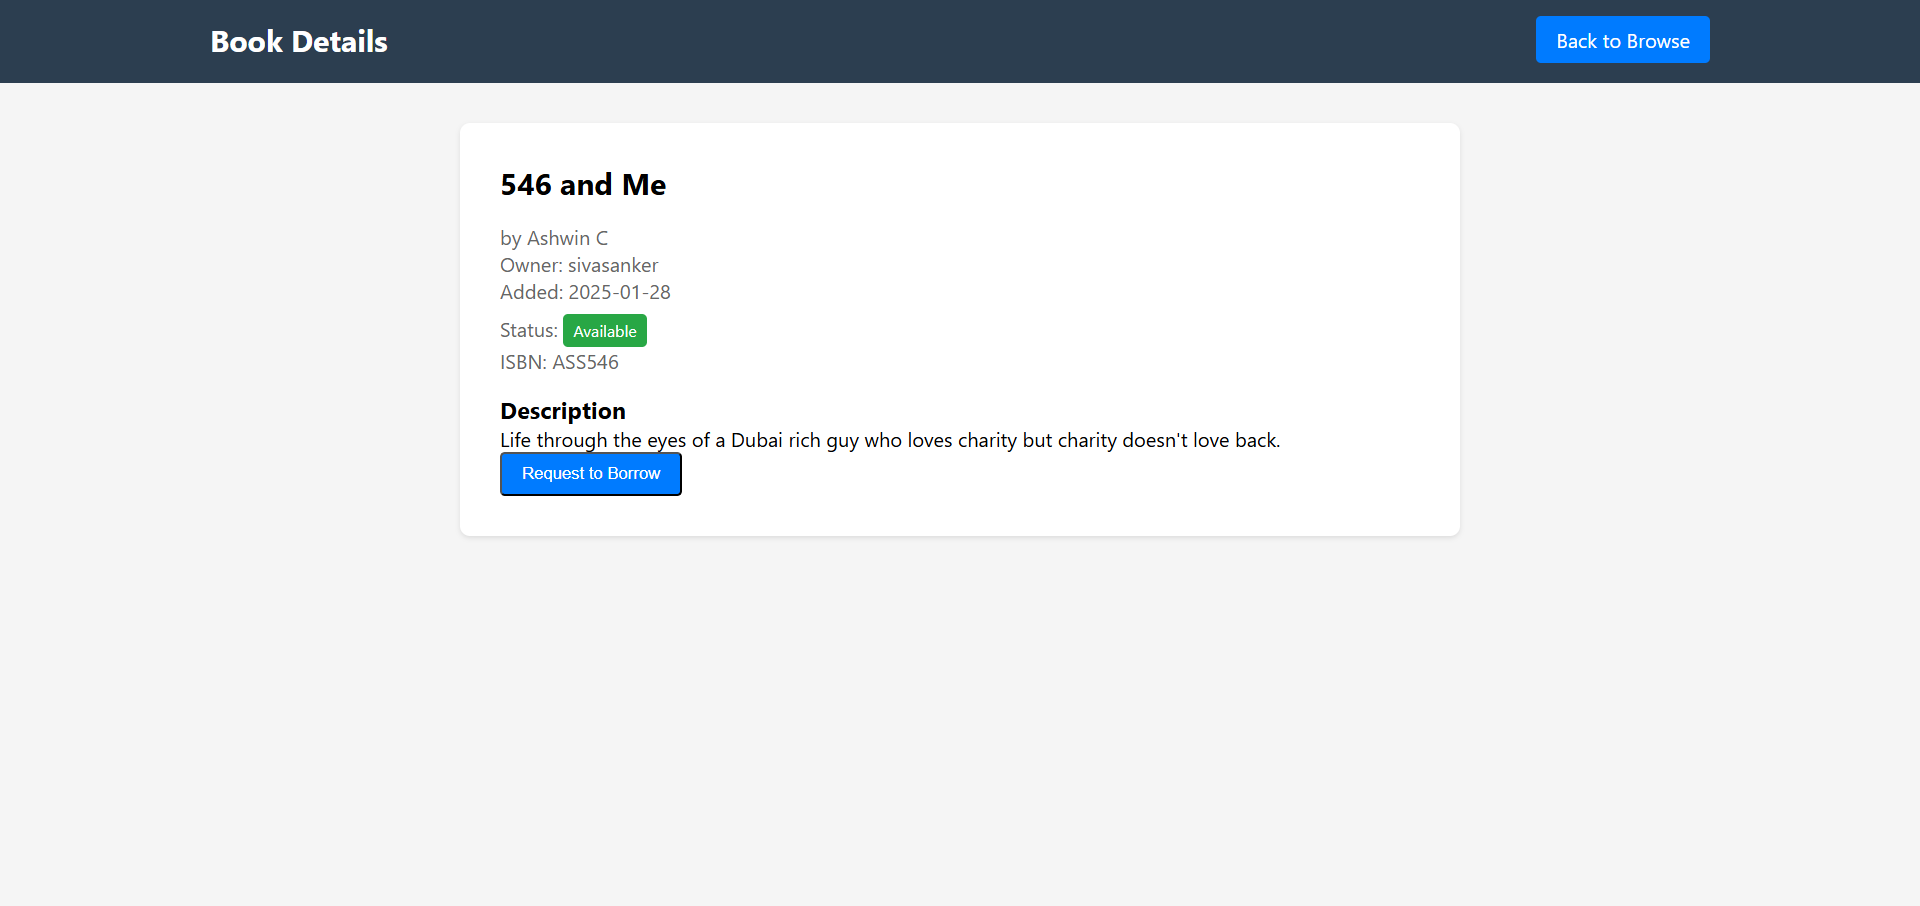 Book Details
Back to Browse
546 and Me
by Ashwin C
Owner: sivasanker
Added: 2025-01-28
Status: Available
ISBN: ASS546
Description
Life through the eyes of a Dubai rich guy who loves charity but charity doesn't love back.
Request to Borrow